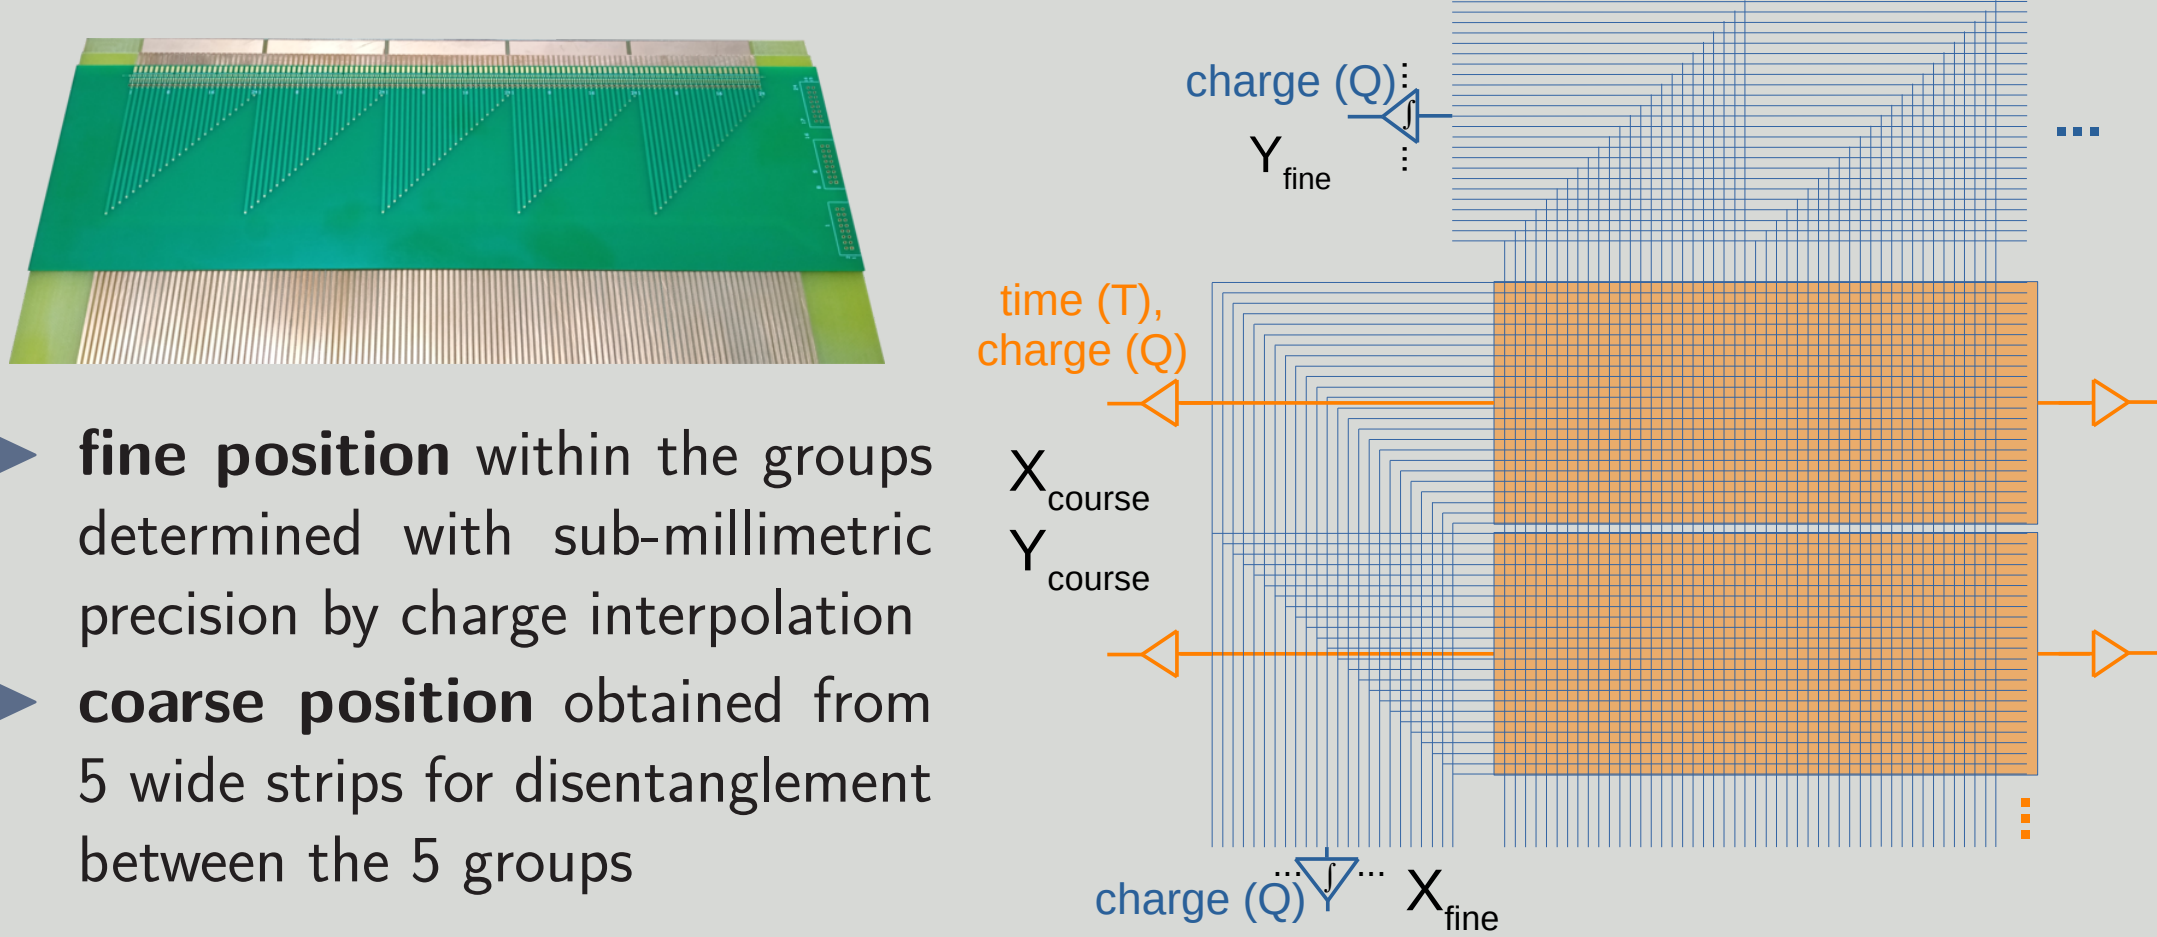 charge (Q)
Y fine
time (T),
charge (Q)
X course
Y course
charge (Q)
X fine
fine position within the groups
determined with sub-millimetric
precision by charge interpolation
coarse position obtained from
5 wide strips for disentanglement
between the 5 groups